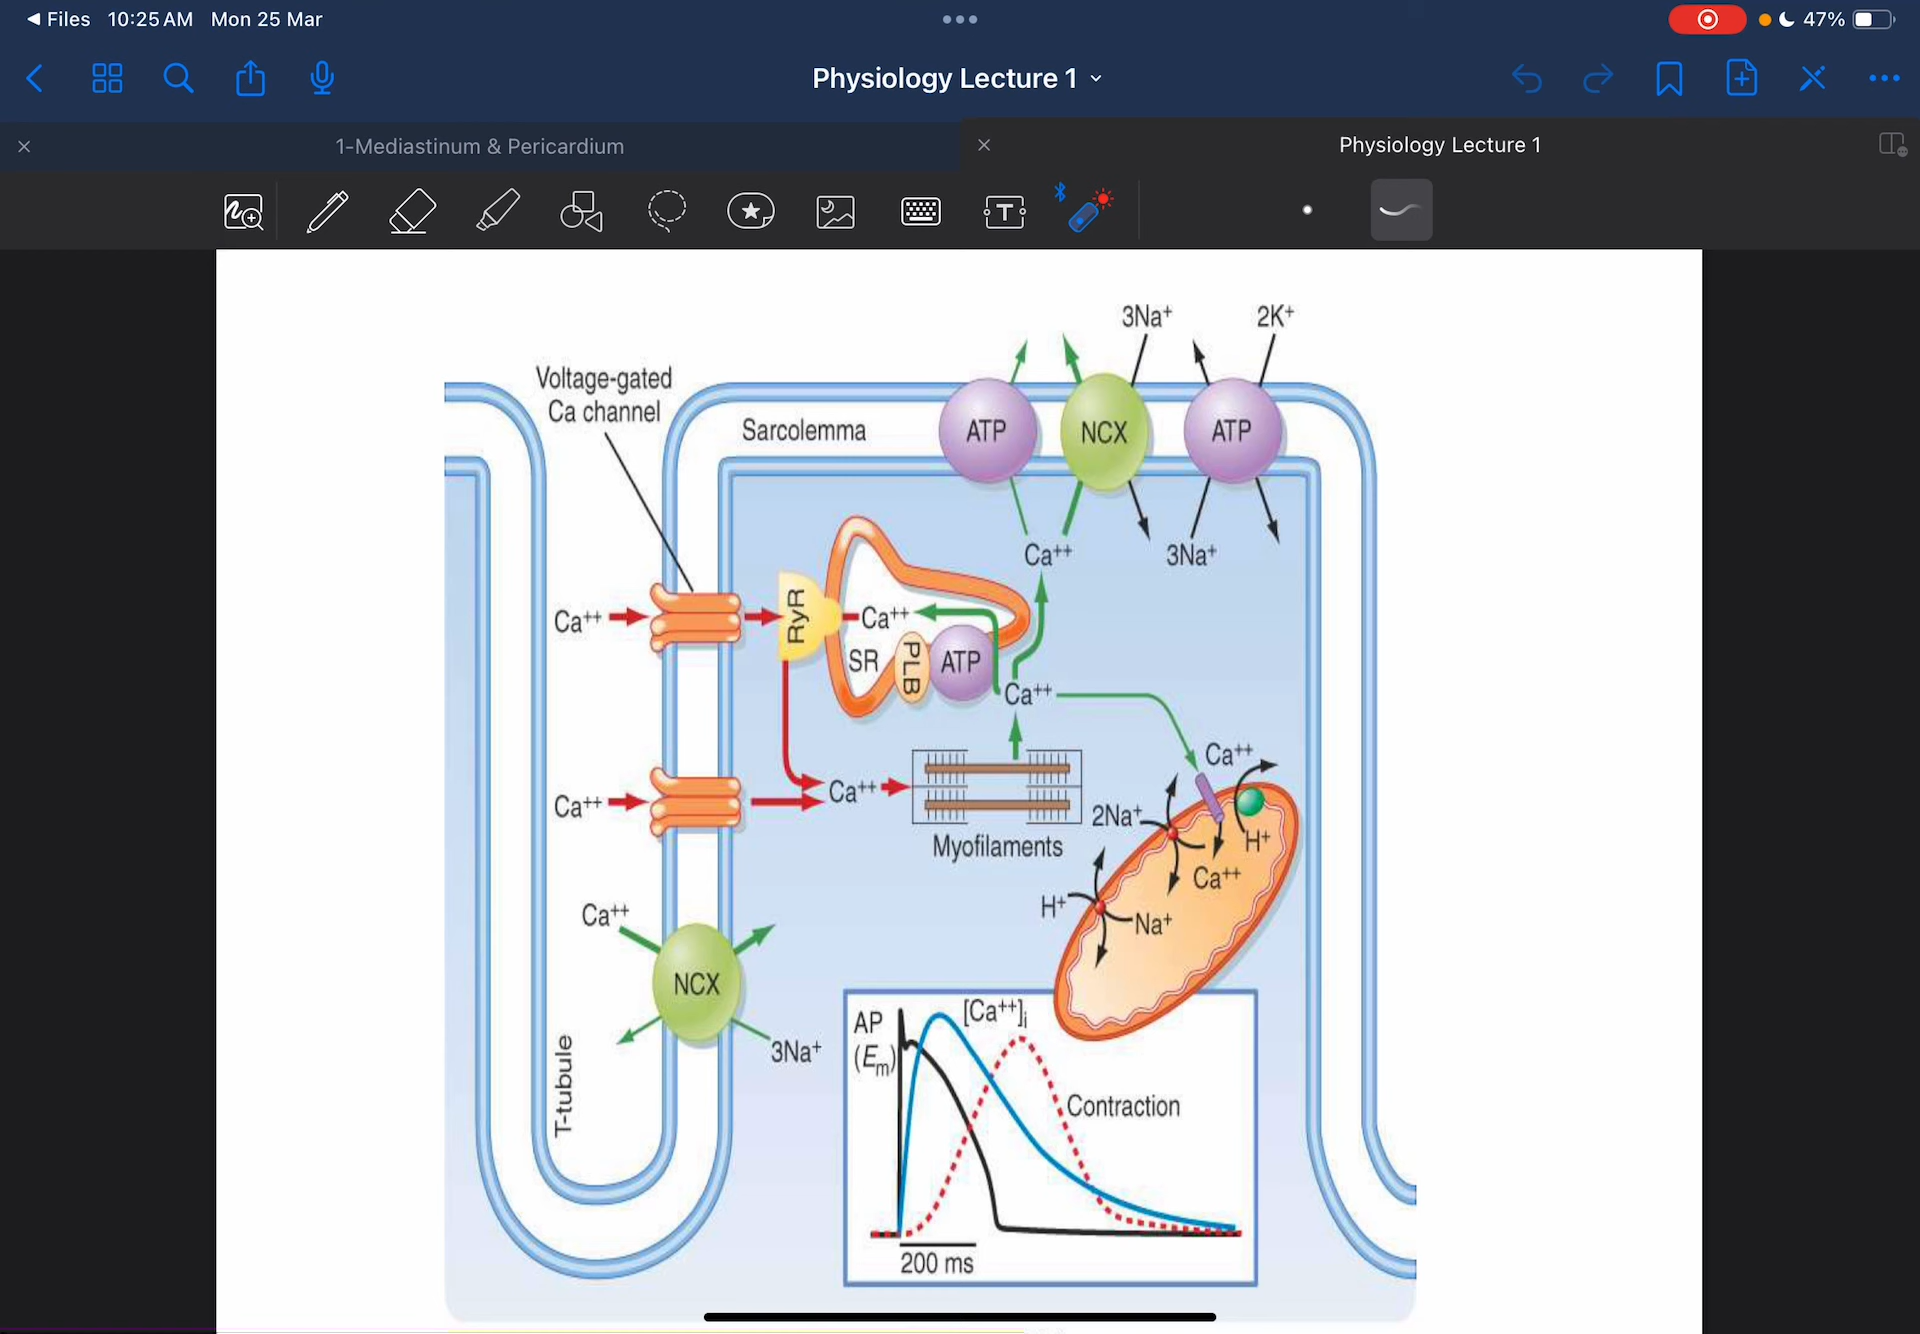 Files 10:25 AM Mon 25 Mar
47%
Physiology Lecture 1
1-Mediastinum & Pericardium
Physiology Lecture 1
T
3Na⁺ 2K⁺
Voltage-gated
Ca channel
Sarcolemma
ATP
NCX
ATP
Ca⁺⁺ 3Na⁺
Ca⁺⁺
RyR
Ca⁺⁺
SR
PLB
ATP
Ca⁺⁺
Ca⁺⁺
Ca⁺⁺
Ca⁺⁺
Myofilaments
2Na⁺
H⁺
Ca⁺⁺
H⁺
Na⁺
Ca⁺⁺
NCX
3Na⁺
T-tubule
AP
(Eₘ)
[Ca⁺⁺]ᵢ
Contraction
200 ms